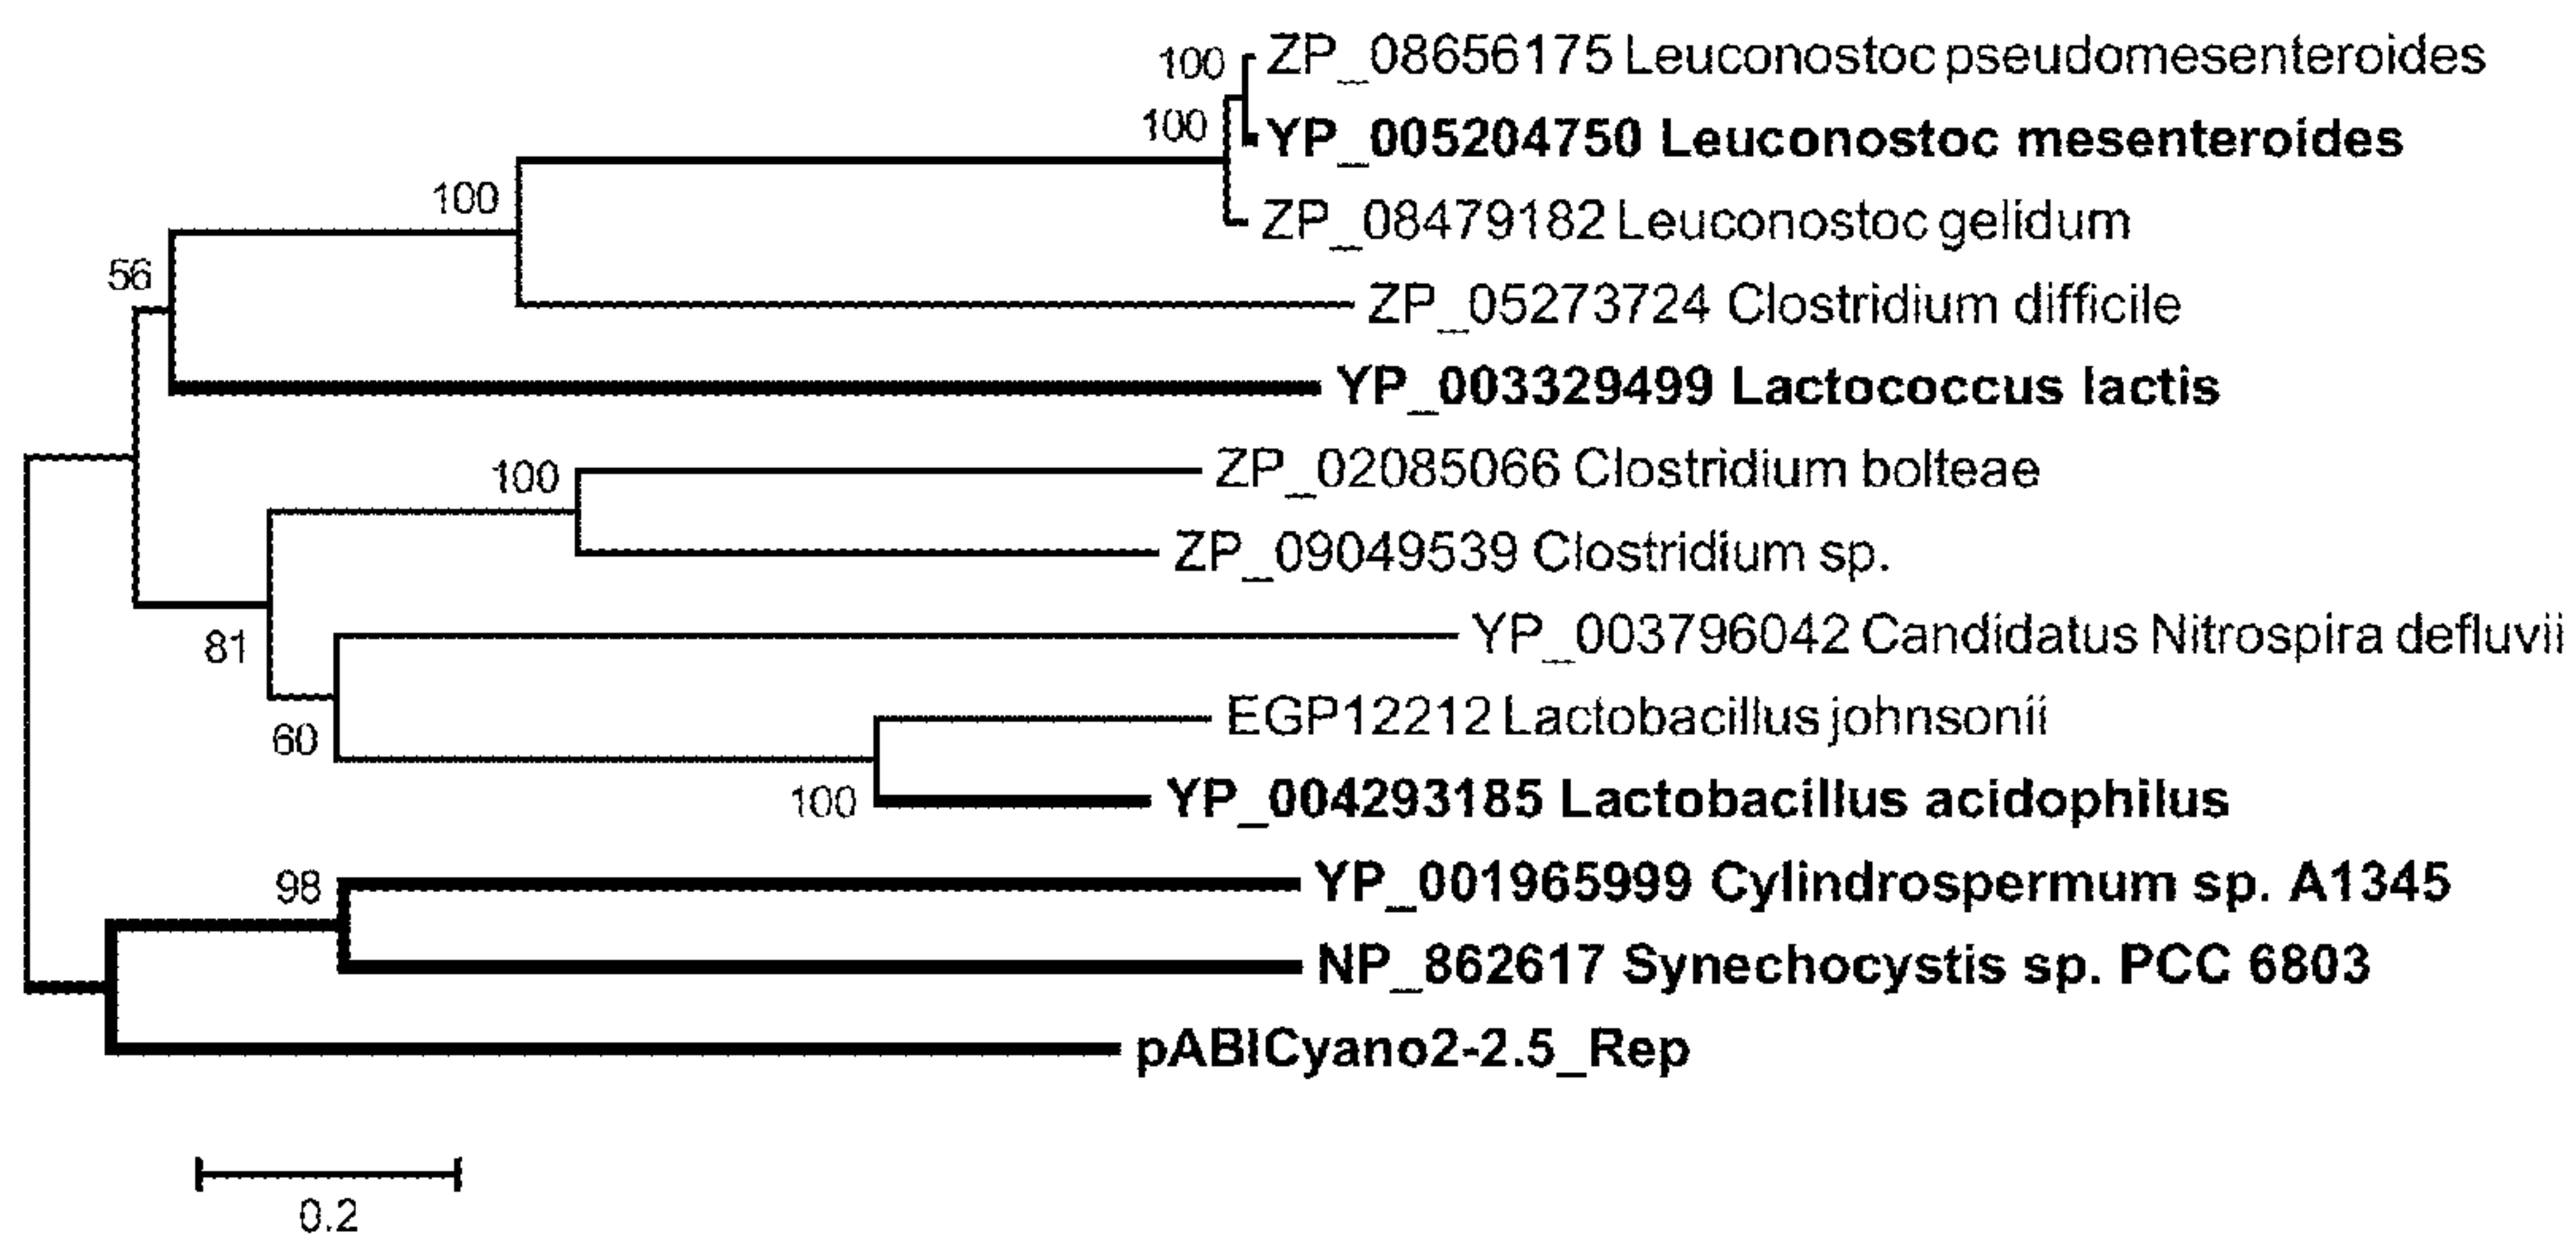 100 ZP_08656175 Leuconostoc pseudomesenteroides
100 YP_005204750 Leuconostoc mesenteroides
100 ZP_08479182 Leuconostoc gelidum
56 ZP_05273724 Clostridium difficile
YP_003329499 Lactococcus lactis
100 ZP_02085066 Clostridium bolteae
ZP_09049539 Clostridium sp.
81 YP_003796042 Candidatus Nitrospira defluvii
60 EGP12212 Lactobacillus johnsonii
100 YP_004293185 Lactobacillus acidophilus
98 YP_001965999 Cylindrospermum sp. A1345
NP_862617 Synechocystis sp. PCC 6803
pABICyano2-2.5_Rep
0.2